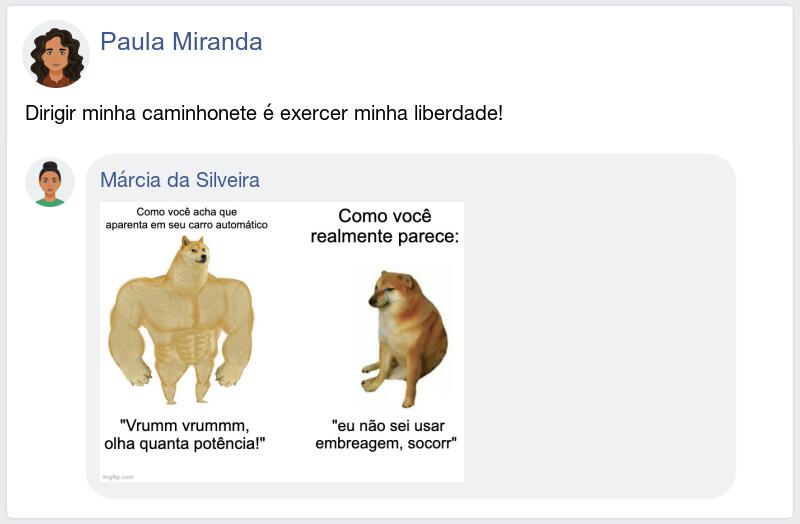 Paula Miranda
Dirigir minha caminhonete é exercer minha liberdade!
Márcia da Silveira
Como você acha que
aparenta em seu carro automático
Como você
realmente parece:
"Vrumm vrummm,
olha quanta potência!"
"eu não sei usar
embreagem, socorr"
imgflip.com